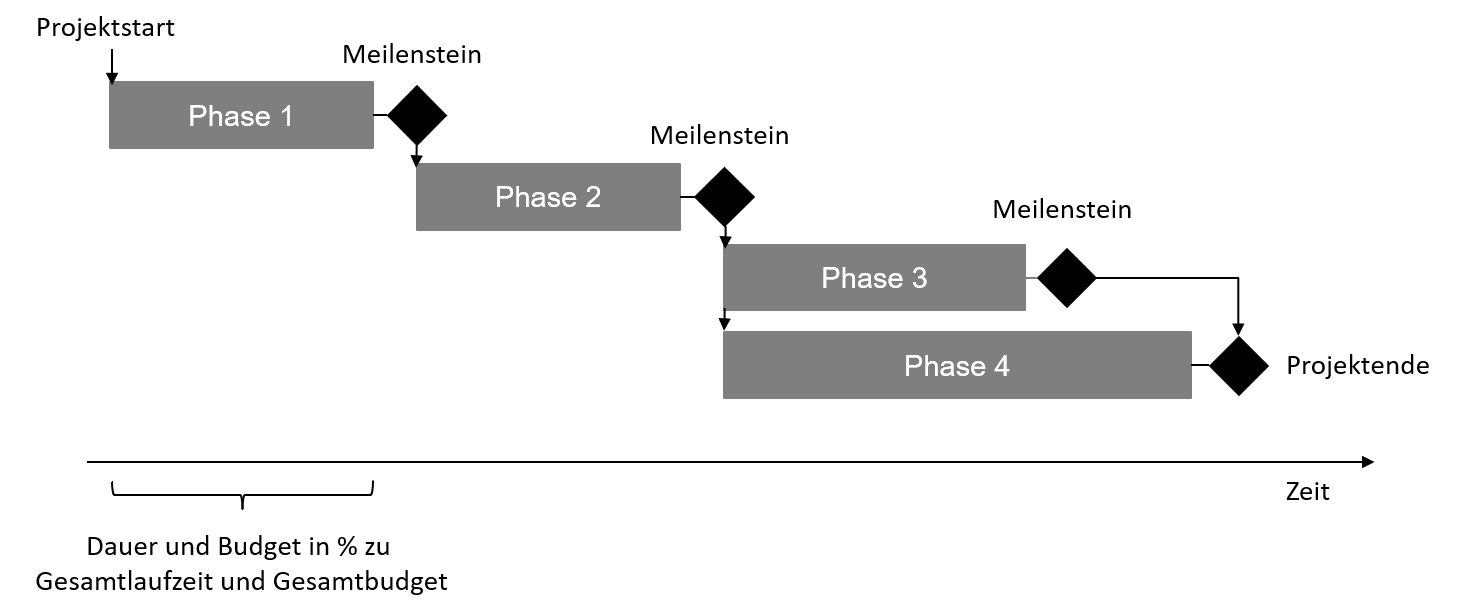 Projektstart
Meilenstein
Phase 1
Meilenstein
Phase 2
Meilenstein
Phase 3
Phase 4
Projektende
Zeit
Dauer und Budget in % zu
Gesamtlaufzeit und Gesamtbudget